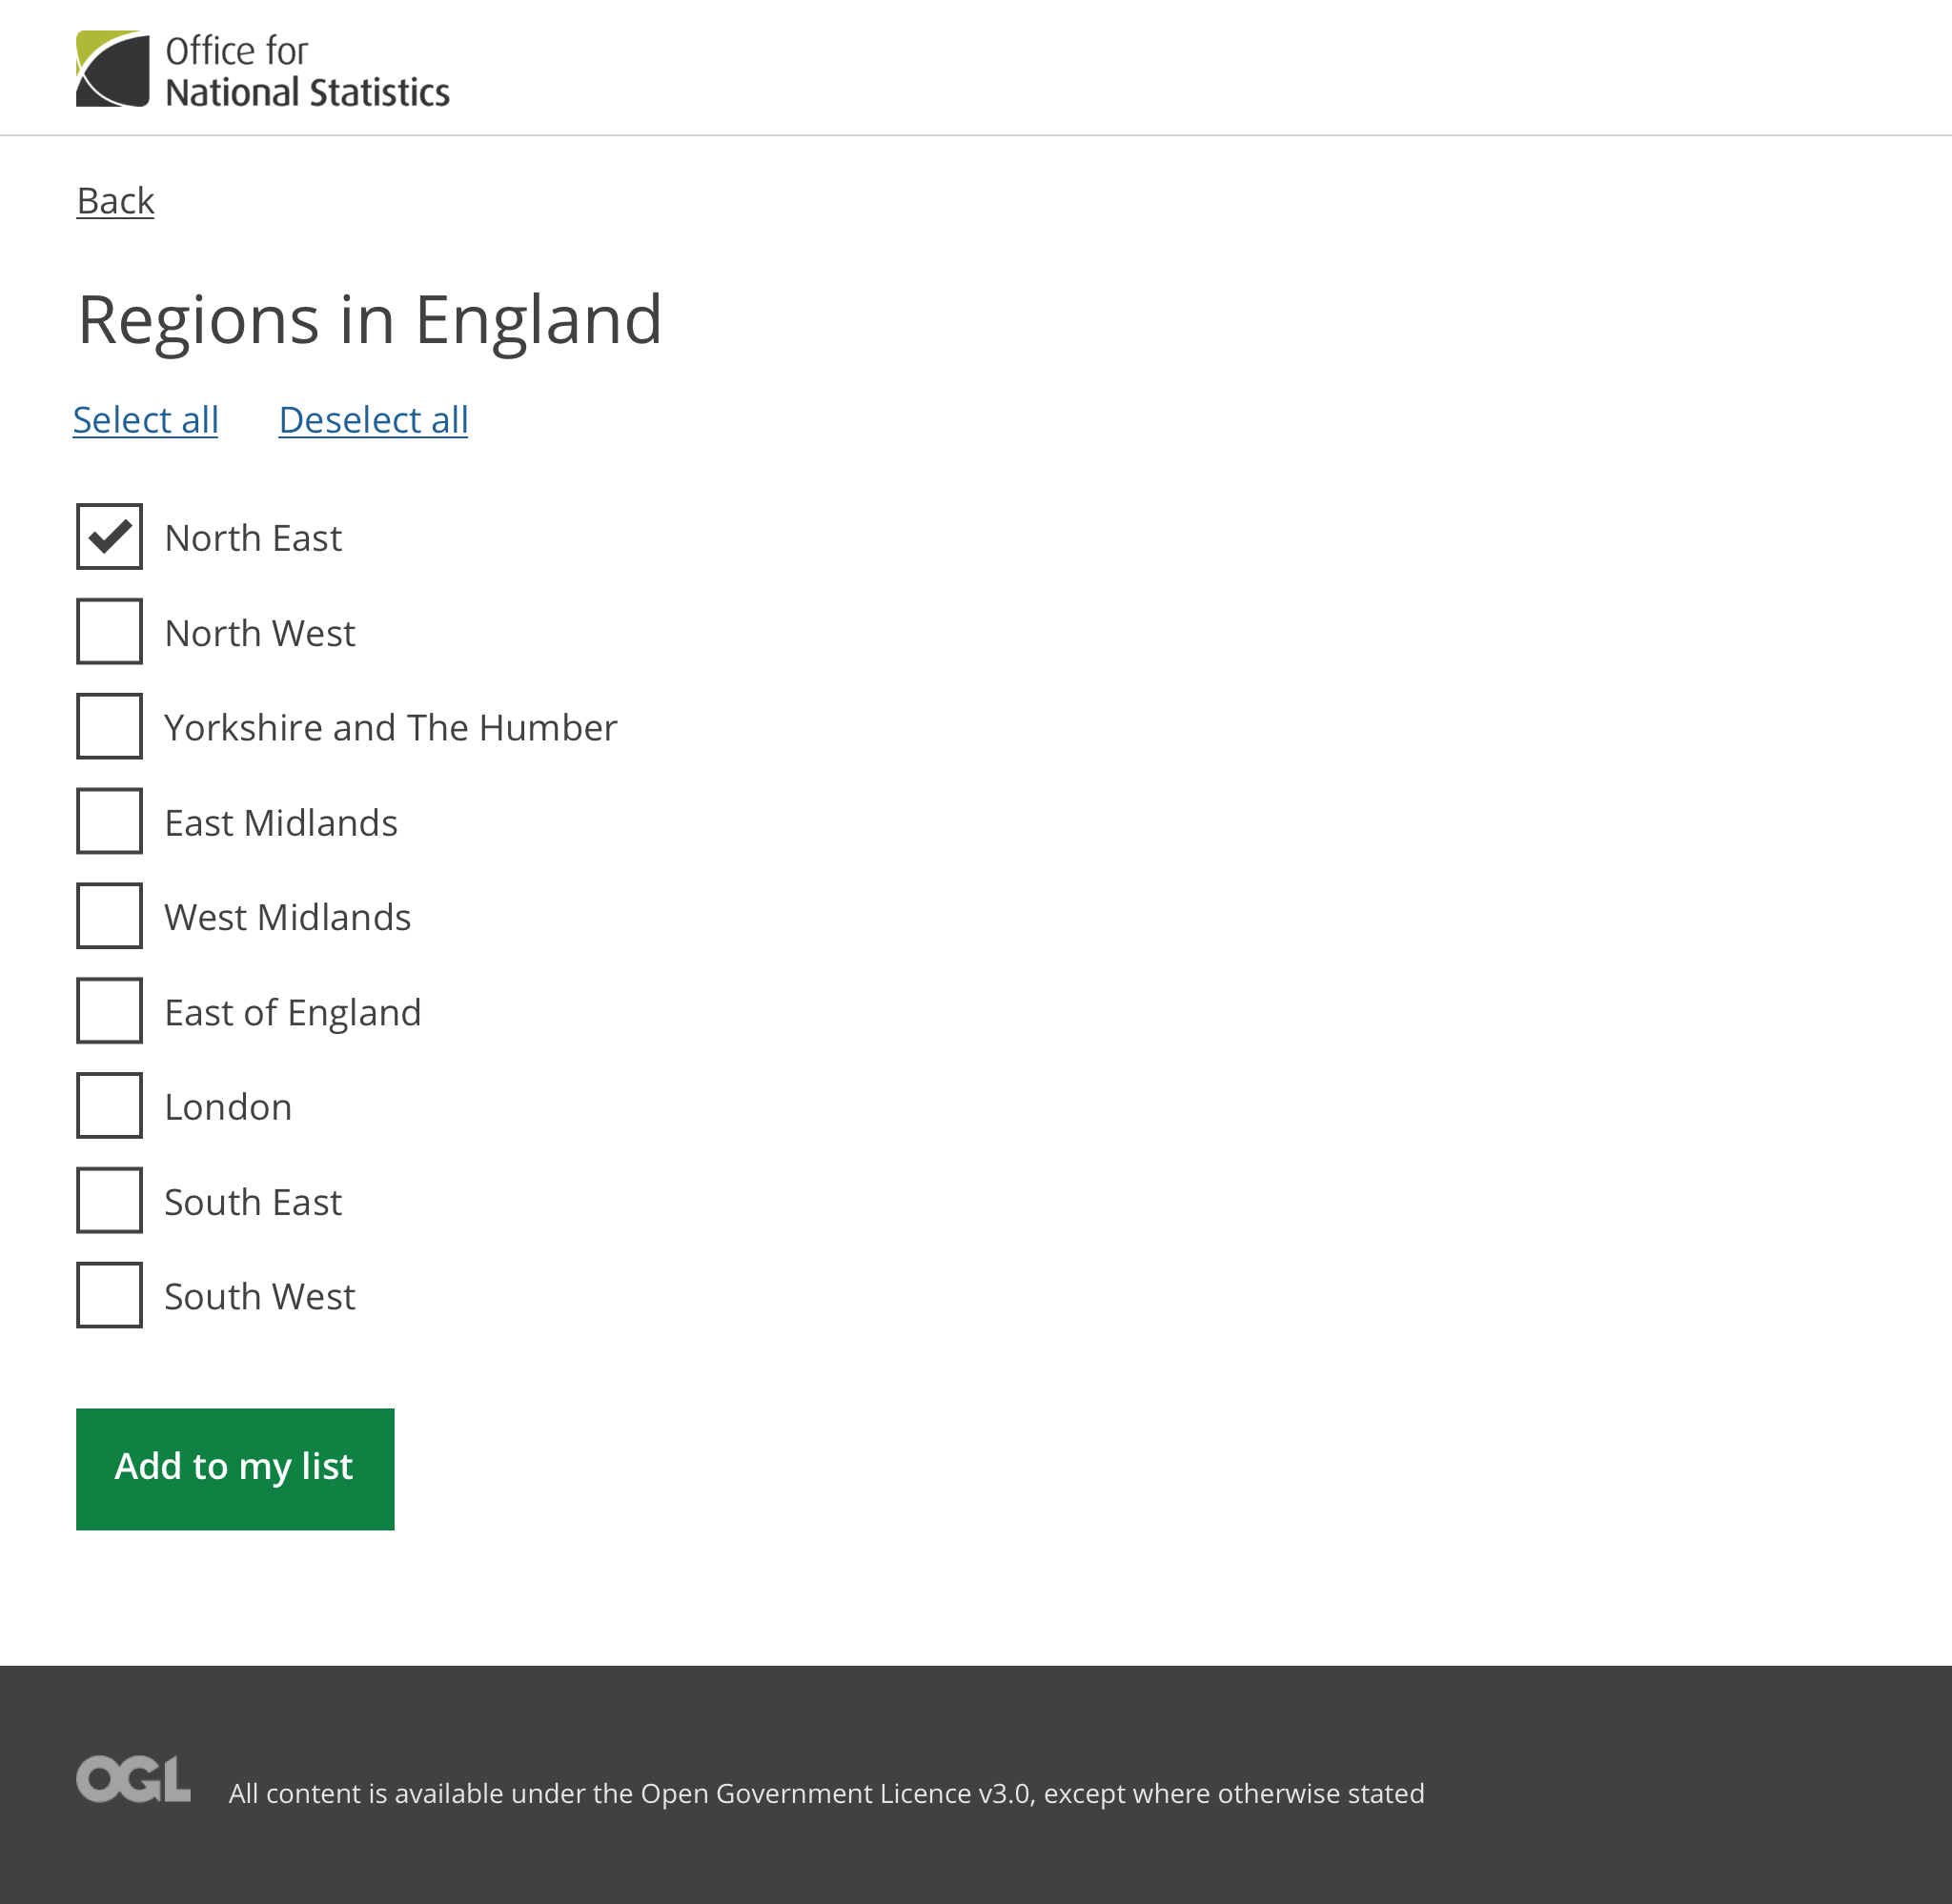 Office for
National Statistics
Back
Regions in England
Select all Deselect all
North East
North West
Yorkshire and The Humber
East Midlands
West Midlands
East of England
London
South East
South West
Add to my list
OGL All content is available under the Open Government Licence v3.0, except where otherwise stated